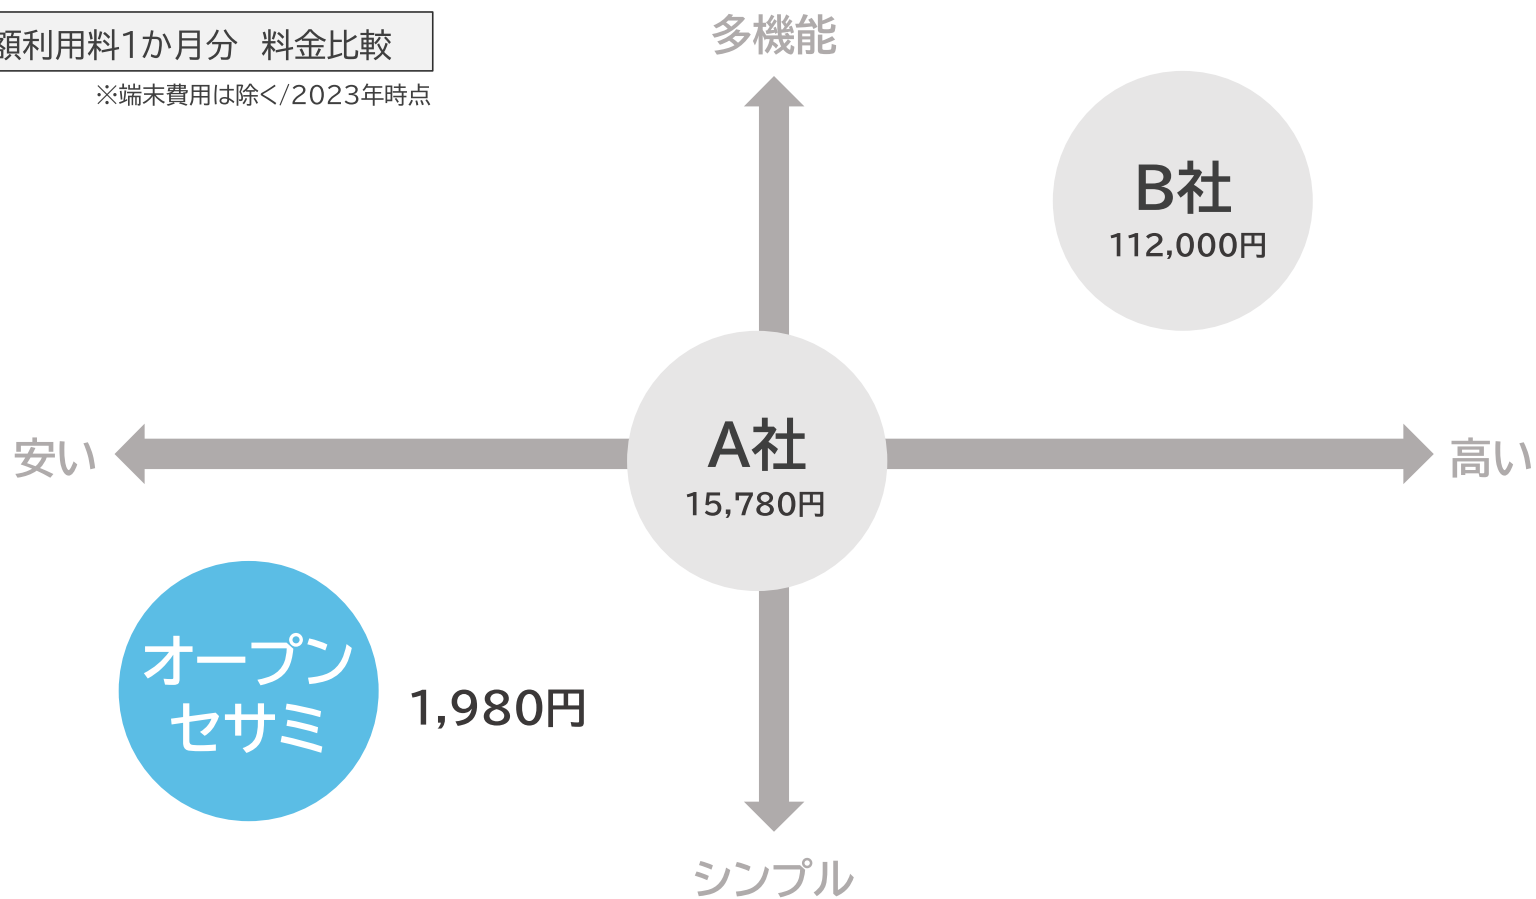 額利用料1か月分 料金比較
※端末費用は除く/2023年時点
多機能
B社
112,000円
安い
A社
15,780円
高い
オープン
セサミ
1,980円
シンプル